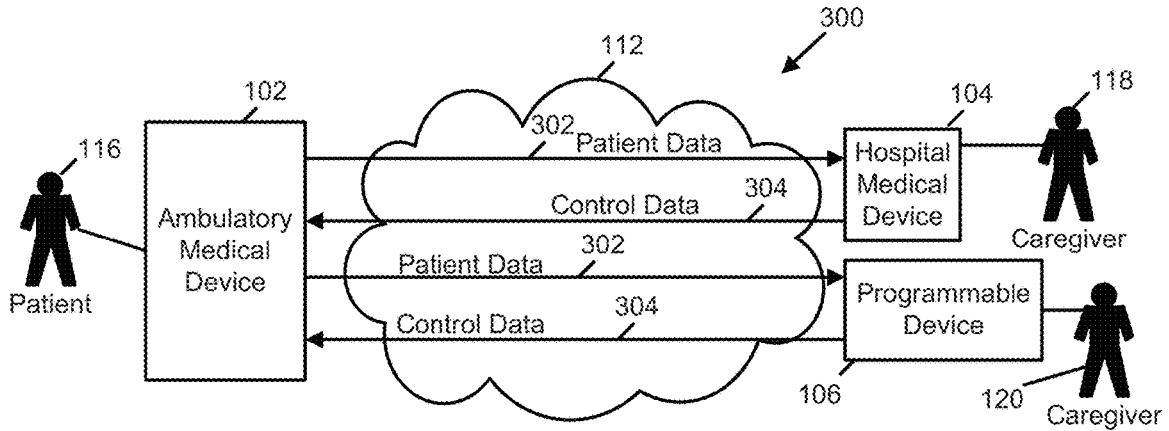 300
112
102
104
118
302
Patient Data
116
Hospital
Medical
Device
304
Control Data
Ambulatory
Medical
Device
Caregiver
302
Patient Data
Patient
Programmable
Device
304
Control Data
106
120
Caregiver